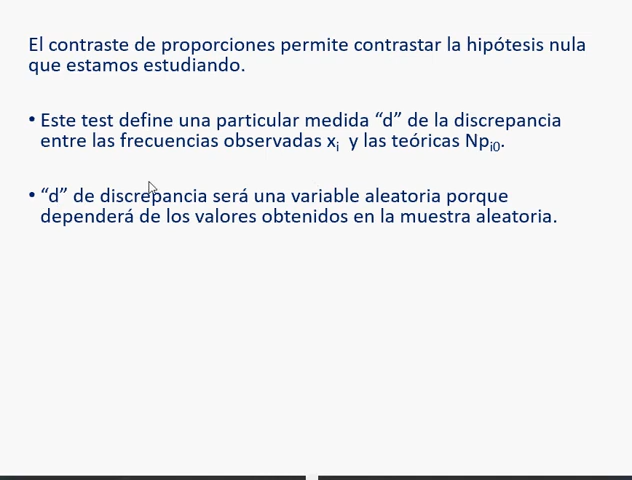 El contraste de proporciones permite contrastar la hipótesis nula
que estamos estudiando.
• Este test define una particular medida “d” de la discrepancia
entre las frecuencias observadas xᵢ y las teóricas Npᵢ₀.
• “d” de discrepancia será una variable aleatoria porque
dependerá de los valores obtenidos en la muestra aleatoria.